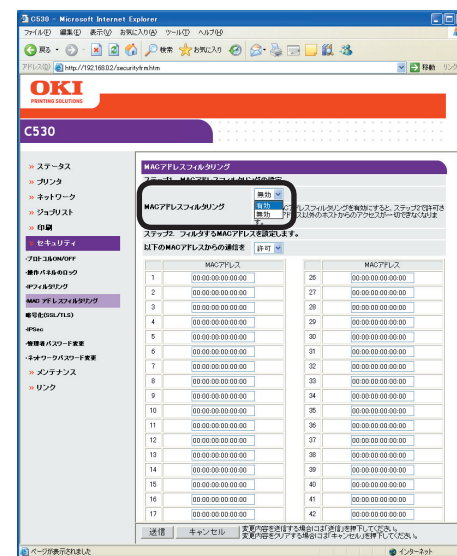 C530 - Microsoft Internet Explorer
ファイル(F) 編集(E) 表示(V) お気に入り(A) ツール(T) ヘルプ(H)
戻る 検索 お気に入り
アドレス(D) http://192.168.0.2/securityfrm.htm 移動 リンク
OKI
PRINTING SOLUTIONS
C530
ステータス
プリンタ
ネットワーク
ジョブリスト
印刷
セキュリティ
プロトコルON/OFF
操作パネルのロック
IPフィルタリング
MAC アドレスフィルタリング
暗号化(SSL/TLS)
IPSec
管理者パスワード変更
ネットワークパスワード変更
メンテナンス
リンク
MACアドレスフィルタリング
ステップ1. MACアドレスフィルタリングの設定
MACアドレスフィルタリング
無効
有効
無効
ステップ2. フィルタするMACアドレスを設定します。
以下のMACアドレスからの通信を 許可
MACアドレス MACアドレス
1 00:00:00:00:00:00 26 00:00:00:00:00:00
2 00:00:00:00:00:00 27 00:00:00:00:00:00
3 00:00:00:00:00:00 28 00:00:00:00:00:00
4 00:00:00:00:00:00 29 00:00:00:00:00:00
5 00:00:00:00:00:00 30 00:00:00:00:00:00
6 00:00:00:00:00:00 31 00:00:00:00:00:00
7 00:00:00:00:00:00 32 00:00:00:00:00:00
8 00:00:00:00:00:00 33 00:00:00:00:00:00
9 00:00:00:00:00:00 34 00:00:00:00:00:00
10 00:00:00:00:00:00 35 00:00:00:00:00:00
11 00:00:00:00:00:00 36 00:00:00:00:00:00
12 00:00:00:00:00:00 37 00:00:00:00:00:00
13 00:00:00:00:00:00 38 00:00:00:00:00:00
14 00:00:00:00:00:00 39 00:00:00:00:00:00
15 00:00:00:00:00:00 40 00:00:00:00:00:00
16 00:00:00:00:00:00 41 00:00:00:00:00:00
17 00:00:00:00:00:00 42 00:00:00:00:00:00
送信 キャンセル 変更内容を送信する場合には「送信」を押下してください。
変更内容をクリアする場合には「キャンセル」を押下してください。
ページが表示されました インターネット